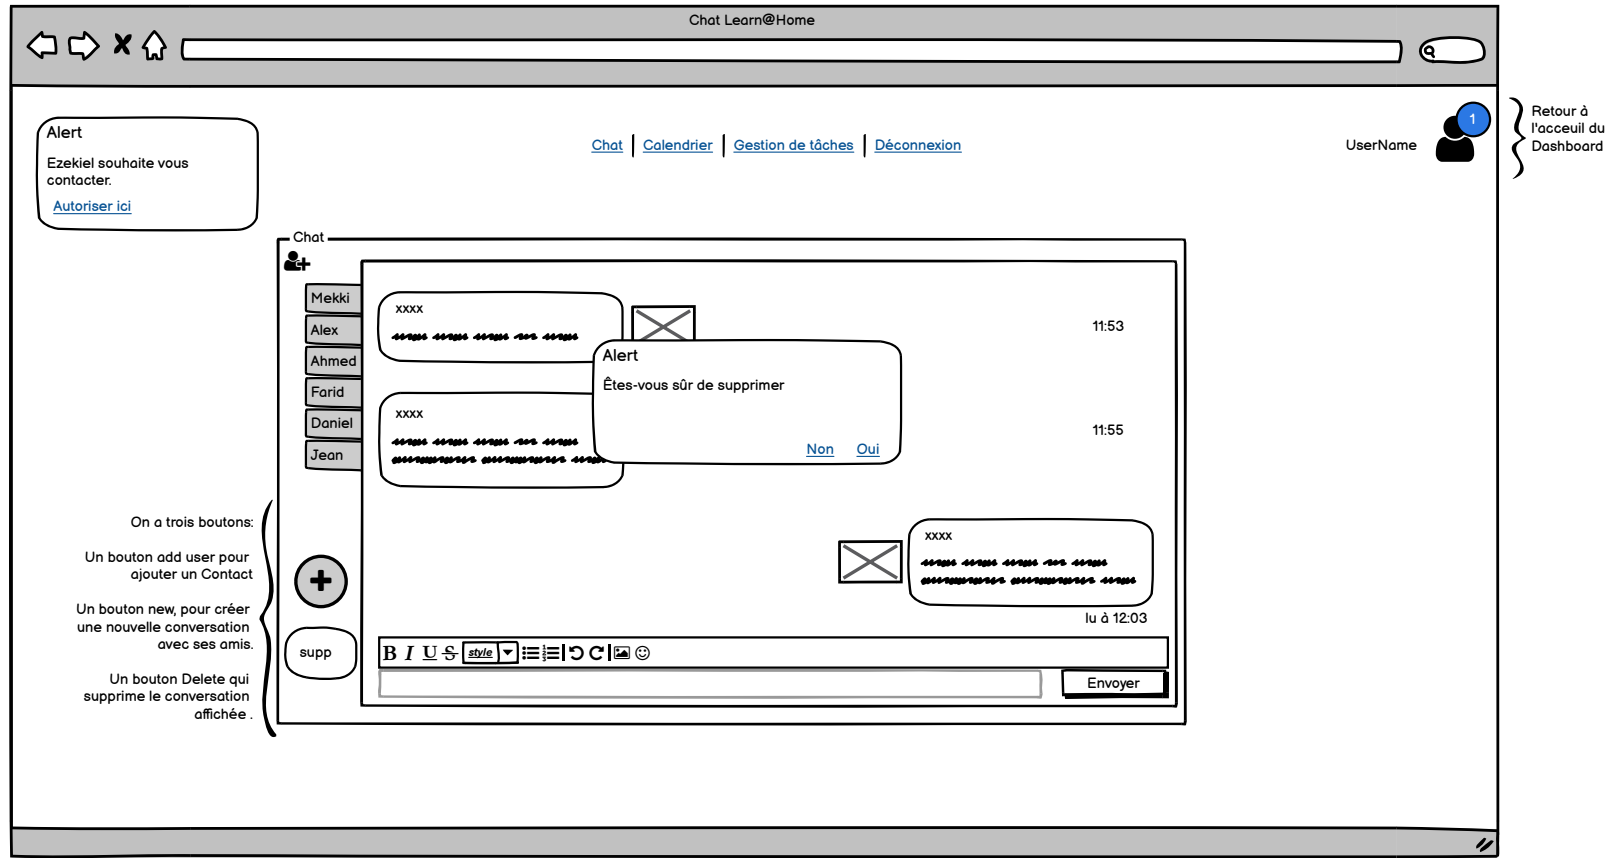 Chat Learn@Home
Alert
Ezekiel souhaite vous
contacter.
Autoriser ici
Chat
Calendrier
Gestion de tâches
Déconnexion
UserName
1
Retour à
l'acceuil du
Dashboard
Chat
Mekki
Alex
Ahmed
Farid
Daniel
Jean
xxxx
11:53
Alert
Êtes-vous sûr de supprimer
Non
Oui
xxxx
11:55
xxxx
lu à 12:03
On a trois boutons:
Un bouton add user pour
ajouter un Contact
Un bouton new, pour créer
une nouvelle conversation
avec ses amis.
Un bouton Delete qui
supprime le conversation
affichée .
supp
B I U S style
Envoyer